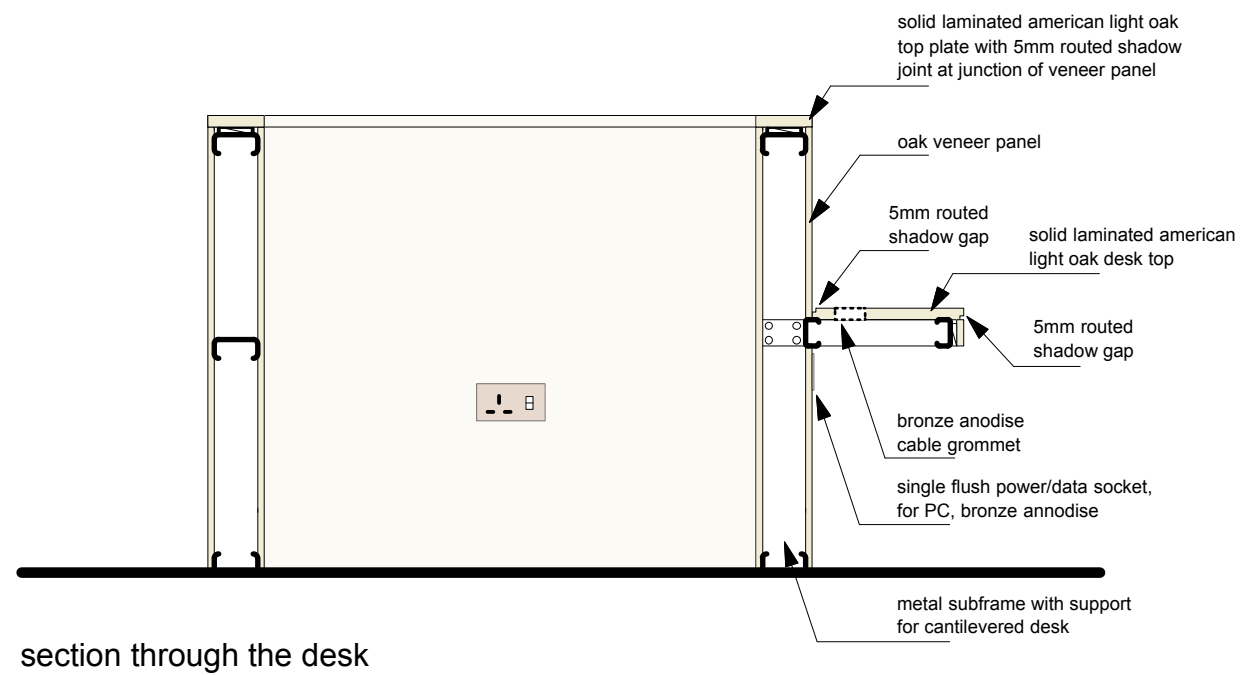 solid laminated american light oak
top plate with 5mm routed shadow
joint at junction of veneer panel
oak veneer panel
5mm routed
shadow gap
solid laminated american
light oak desk top
5mm routed
shadow gap
bronze anodise
cable grommet
single flush power/data socket,
for PC, bronze annodise
metal subframe with support
for cantilevered desk
section through the desk